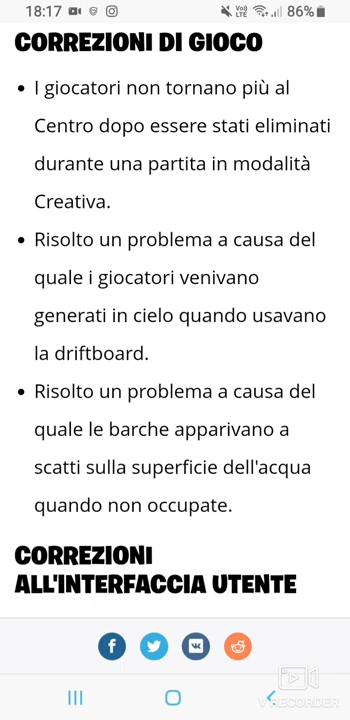 18:17 Vo)) LTE 86%
CORREZIONI DI GIOCO
• I giocatori non tornano più al
Centro dopo essere stati eliminati
durante una partita in modalità
Creativa.
• Risolto un problema a causa del
quale i giocatori venivano
generati in cielo quando usavano
la driftboard.
• Risolto un problema a causa del
quale le barche apparivano a
scatti sulla superficie dell'acqua
quando non occupate.
CORREZIONI
ALL'INTERFACCIA UTENTE
V RECORDER